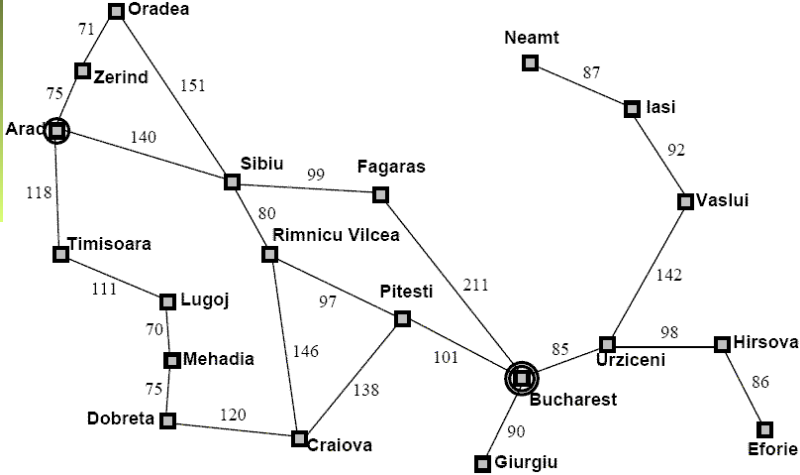 Oradea
71
Neamt
Zerind
87
151
75
Iasi
Arad
140
92
Sibiu
Fagaras
99
118
Vaslui
80
Timisoara
Rimnicu Vilcea
111
142
211
Pitesti
Lugoj
97
70
98
Hirsova
146
101
85
Mehadia
Urziceni
75
138
86
Bucharest
120
Dobreta
90
Craiova
Eforie
Giurgiu